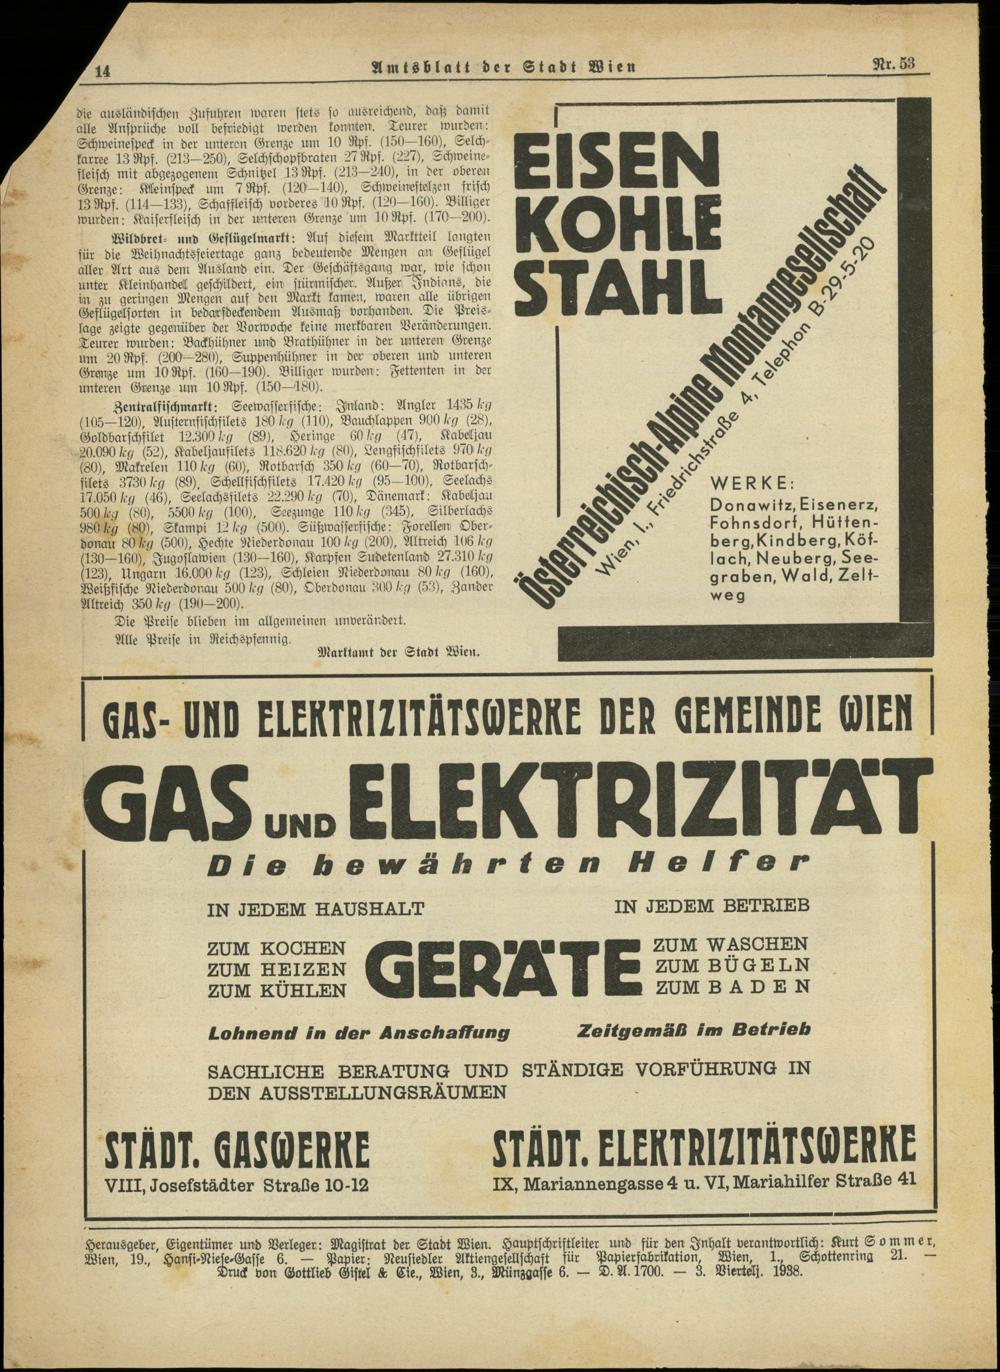 14
Amtsblatt der Stadt Wien
Nr. 53
die ausländischen Zufuhren waren stets so ausreichend, daß damit
alle Ansprüche voll befriedigt werden konnten. Teurer wurden:
Schweinespeck in der unteren Grenze um 10 Rpf. (150—160), Selch-
karree 13 Rpf. (213—250), Selchschopfbraten 27 Rpf. (227), Schweine-
fleisch mit abgezogenem Schnitzel 13 Rpf. (213—240), in der oberen
Grenze: Kleinspeck um 7 Rpf. (120—140), Schweinestelzen frisch
13 Rpf. (114—133), Schaffleisch vorderes 10 Rpf. (120—160). Billiger
wurden: Kaiserfleisch in der unteren Grenze um 10 Rpf. (170—200).
Wildbret- und Geflügelmarkt: Auf diesem Marktteil langten
für die Weihnachtsfeiertage ganz bedeutende Mengen an Geflügel
aller Art aus dem Ausland ein. Der Geschäftsgang war, wie schon
unter Kleinhandel geschildert, ein stürmischer. Außer Indians, die
in zu geringen Mengen auf den Markt kamen, waren alle übrigen
Geflügelsorten in bedarfsdeckendem Ausmaß vorhanden. Die Preis-
lage zeigte gegenüber der Vorwoche keine merkbaren Veränderungen.
Teurer wurden: Backhühner und Brathühner in der unteren Grenze
um 20 Rpf. (200—280), Suppenhühner in der oberen und unteren
Grenze um 10 Rpf. (160—190). Billiger wurden: Fettenten in der
unteren Grenze um 10 Rpf. (150—180).
Zentralfischmarkt: Seewasserfische: Inland: Angler 1435 kg
(105—120), Austernfischfilets 180 kg (110), Bauchlappen 900 kg (28),
Goldbarschfilet 12.300 kg (89), Heringe 60 kg (47), Kabeljau
20.090 kg (52), Kabeljaufilets 118.620 kg (80), Lengfischfilets 970 kg
(80), Makrelen 110 kg (60), Rotbarsch 350 kg (60—70), Rotbarsch-
filets 3730 kg (89), Schellfischfilets 17.420 kg (95—100), Seelachs
17.050 kg (46), Seelachsfilets 22.290 kg (70), Dänemark: Kabeljau
500 kg (80), 5500 kg (100), Seezunge 110 kg (345), Silberlachs
980 kg (80), Skampi 12 kg (500). Süßwasserfische: Forellen Ober-
donau 80 kg (500), Hechte Niederdonau 100 kg (200), Altreich 106 kg
(130—160), Jugoslawien (130—160), Karpfen Sudetenland 27.310 kg
(123), Ungarn 16.000 kg (123), Schleien Niederdonau 80 kg (160),
Weißfische Niederdonau 500 kg (80), Oberdonau 300 kg (53), Zander
Altreich 350 kg (190—200).
Die Preise blieben im allgemeinen unverändert.
Alle Preise in Reichspfennig.
Marktamt der Stadt Wien.
EISEN
KOHLE
STAHL
Österreichisch-Alpine Montangesellschaft
Wien, I., Friedrichstraße 4, Telephon B-29-5-20
WERKE:
Donawitz, Eisenerz,
Fohnsdorf, Hütten-
berg, Kindberg, Köf-
lach, Neuberg, See-
graben, Wald, Zelt-
weg
GAS- UND ELEKTRIZITÄTSWERKE DER GEMEINDE WIEN
GAS UND ELEKTRIZITÄT
Die bewährten Helfer
IN JEDEM HAUSHALT
IN JEDEM BETRIEB
ZUM KOCHEN
ZUM HEIZEN
ZUM KÜHLEN
GERÄTE
ZUM WASCHEN
ZUM BÜGELN
ZUM BADEN
Lohnend in der Anschaffung
Zeitgemäß im Betrieb
SACHLICHE BERATUNG UND STÄNDIGE VORFÜHRUNG IN
DEN AUSSTELLUNGSRÄUMEN
STÄDT. GASWERKE
VIII, Josefstädter Straße 10-12
STÄDT. ELEKTRIZITÄTSWERKE
IX, Mariannengasse 4 u. VI, Mariahilfer Straße 41
Herausgeber, Eigentümer und Verleger: Magistrat der Stadt Wien. Hauptschriftleiter und für den Inhalt verantwortlich: Kurt Sommer,
Wien, 19., Hansi-Niese-Gasse 6. — Papier: Neusiedler Aktiengesellschaft für Papierfabrikation, Wien, 1., Schottenring 21. —
Druck von Gottlieb Gistel & Cie., Wien, 3., Münzgasse 6. — D. A. 1700. — 3. Viertelj. 1938.